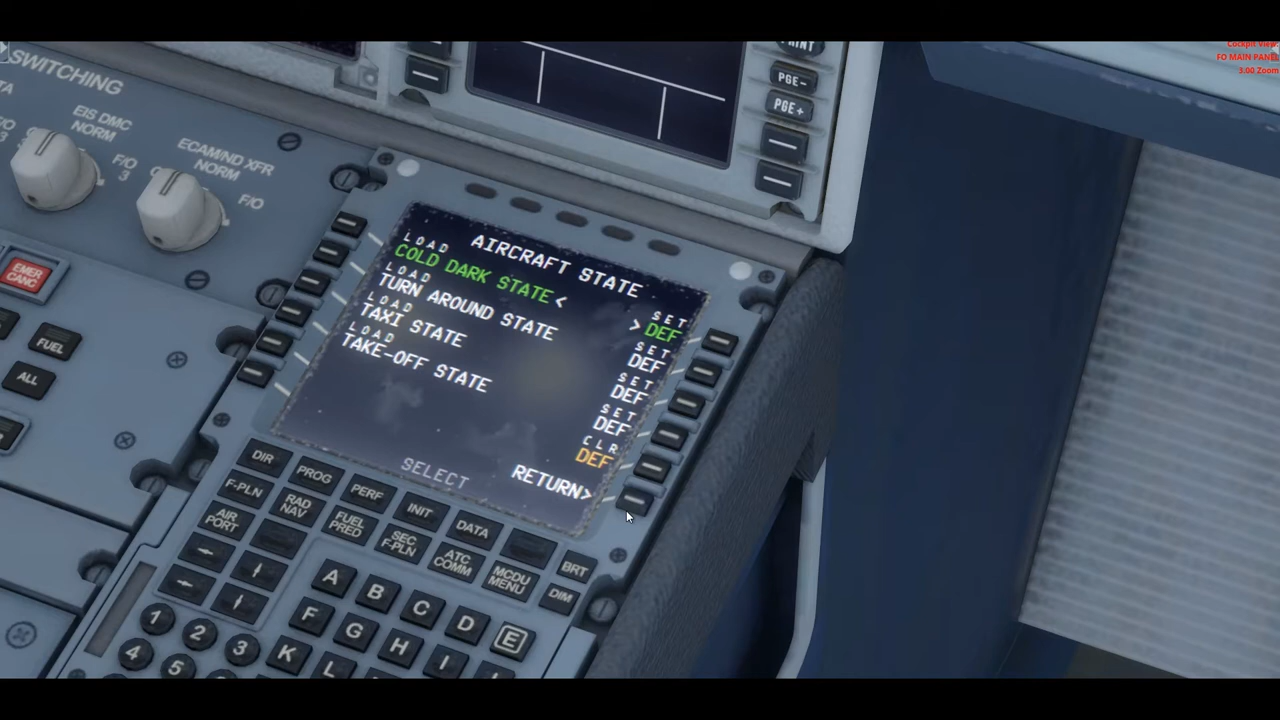 Cockpit View:
FO MAIN PANEL
3.00 Zoom
PRINT
PGE-
PGE+
SWITCHING
EIS DMC
NORM
F/O
3
ECAM/ND XFR
NORM
F/O
EMER
CANC
FUEL
ALL
AIRCRAFT STATE
LOAD
COLD DARK STATE<
SET
>DEF
LOAD
TURN AROUND STATE
SET
DEF
LOAD
TAXI STATE
SET
DEF
LOAD
TAKE-OFF STATE
SET
DEF
CLR
DEF
SELECT
RETURN>
DIR
PROG
PERF
INIT
DATA
F-PLN
RAD
NAV
FUEL
PRED
SEC
F-PLN
ATC
COMM
MCDU
MENU
BRT
DIM
AIR
PORT
A
B
C
D
E
F
G
H
I
K
1
2
3
4
5